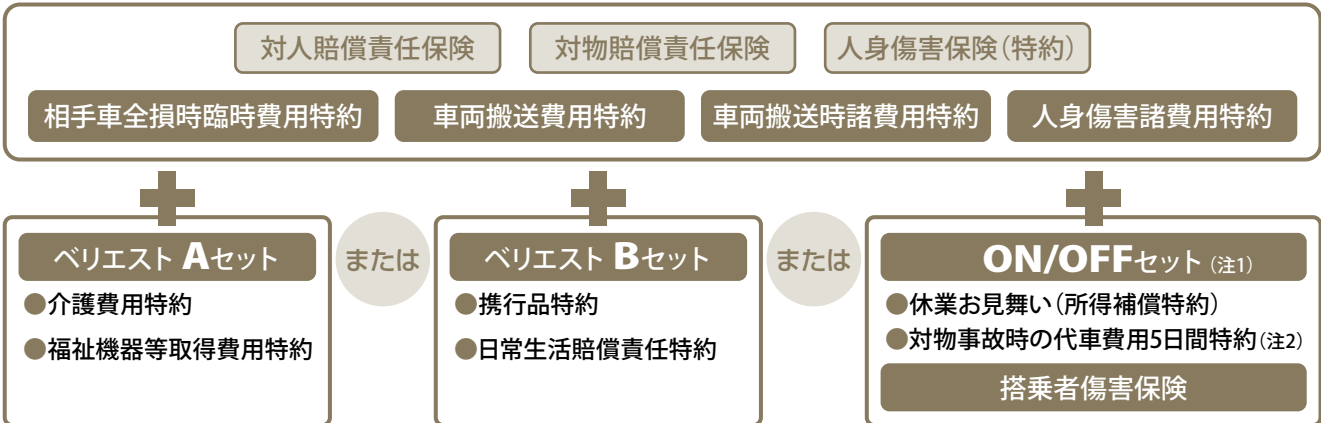 対人賠償責任保険 対物賠償責任保険 人身傷害保険(特約)
相手車全損時臨時費用特約 車両搬送費用特約 車両搬送時諸費用特約 人身傷害諸費用特約
ベリエスト Aセット
●介護費用特約
●福祉機器等取得費用特約
または
ベリエスト Bセット
●携行品特約
●日常生活賠償責任特約
または
ON/OFFセット(注1)
●休業お見舞い(所得補償特約)
●対物事故時の代車費用5日間特約(注2)
搭乗者傷害保険